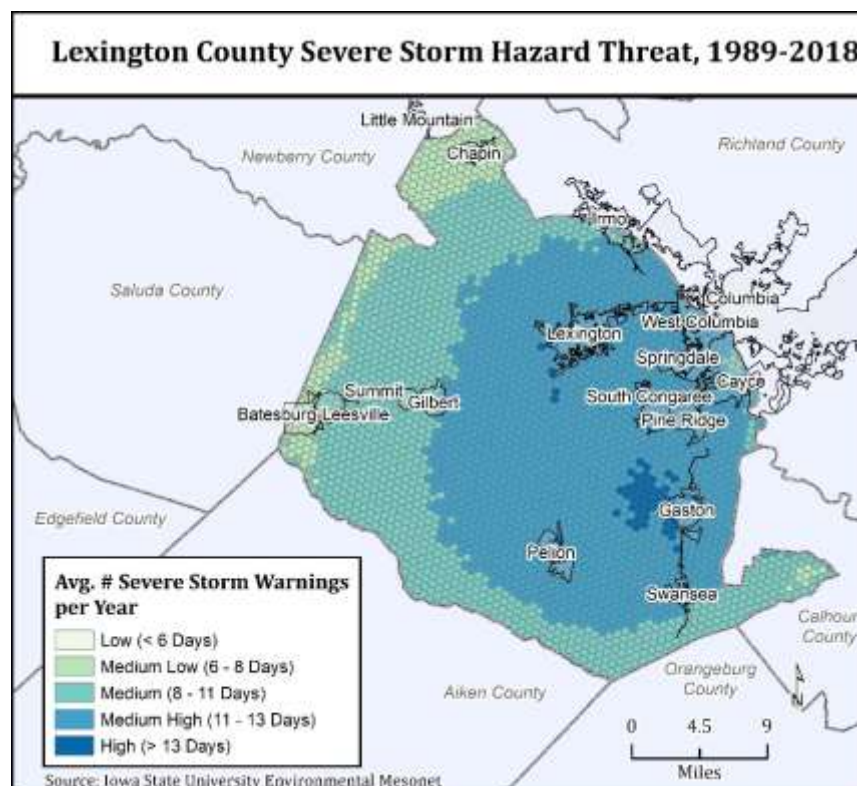 Lexington County Severe Storm Hazard Threat, 1989-2018
Little Mountain
Newberry County
Chapin
Richland County
Irmo
Saluda County
Columbia
Lexington
West Columbia
Springdale
Summit
Gilbert
South Congaree
Cayce
Batesburg-Leesville
Pine Ridge
Edgefield County
Gaston
Pelion
Swansea
Calhoun
County
Orangeburg
County
Aiken County
N
Avg. # Severe Storm Warnings
per Year
Low (< 6 Days)
Medium Low (6 - 8 Days)
Medium (8 - 11 Days)
Medium High (11 - 13 Days)
High (> 13 Days)
0 4.5 9
Miles
Source: Iowa State University Environmental Mesonet